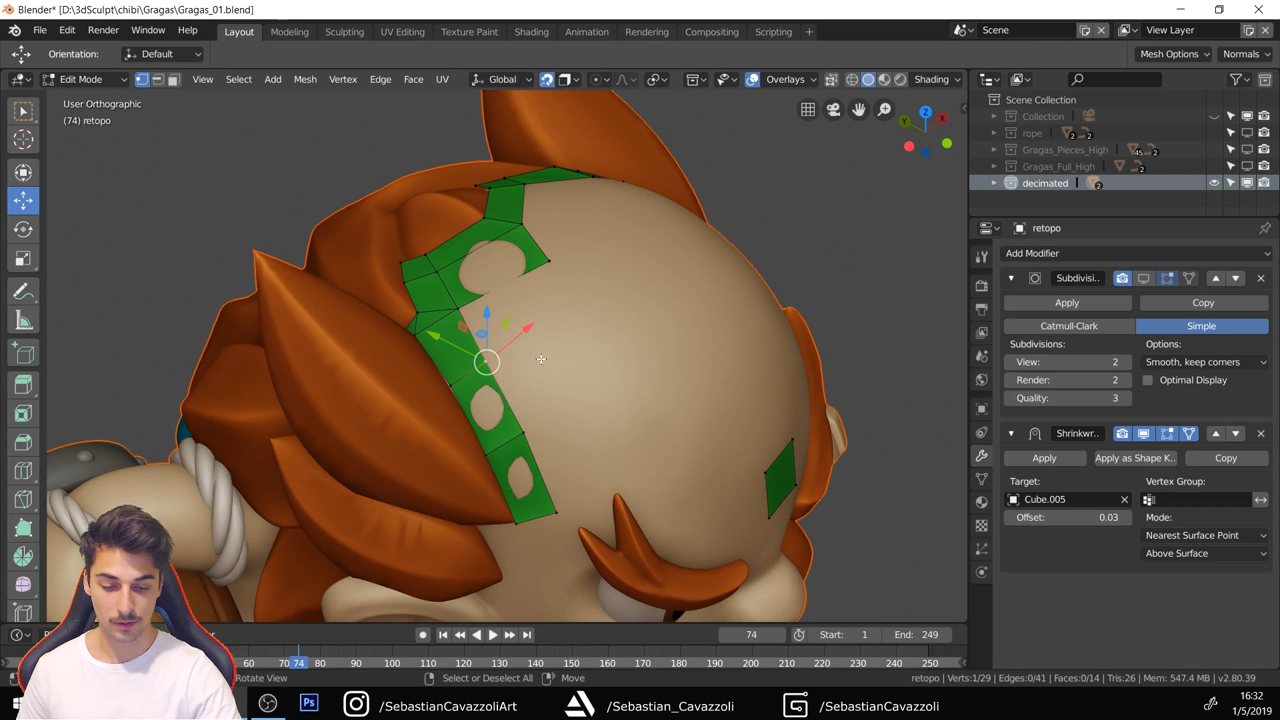 Blender* [D:\3dSculpt\chibi\Gragas\Gragas_01.blend]
File Edit Render Window Help Layout Modeling Sculpting UV Editing Texture Paint Shading Animation Rendering Compositing Scripting + Scene View Layer
Orientation: Default Mesh Options Normals
Edit Mode View Select Add Mesh Vertex Edge Face UV Global Overlays Shading
User Orthographic
(74) retopo
Scene Collection
Collection
rope 2 2
Gragas_Pieces_High 45 2
Gragas_Full_High 2
decimated 2
retopo
Add Modifier
Subdivisi..
Apply Copy
Catmull-Clark Simple
Subdivisions: Options:
View: 2 Smooth, keep corners
Render: 2 Optimal Display
Quality: 3
Shrinkwr..
Apply Apply as Shape K.. Copy
Target: Vertex Group:
Cube.005
Offset: 0.03 Mode:
Nearest Surface Point
Above Surface
Z Y X
74 Start: 1 End: 249
60 70 74 80 90 100 110 120 130 140 150 160 170 180 190 200 210 220 230 240 250
Rotate View Select or Deselect All Move retopo | Verts:1/29 | Edges:0/41 | Faces:0/14 | Tris:26 | Mem: 547.4 MB | v2.80.39
Ps /SebastianCavazzoliArt /Sebastian_Cavazzoli /SebastianCavazzoli
16:32
1/5/2019